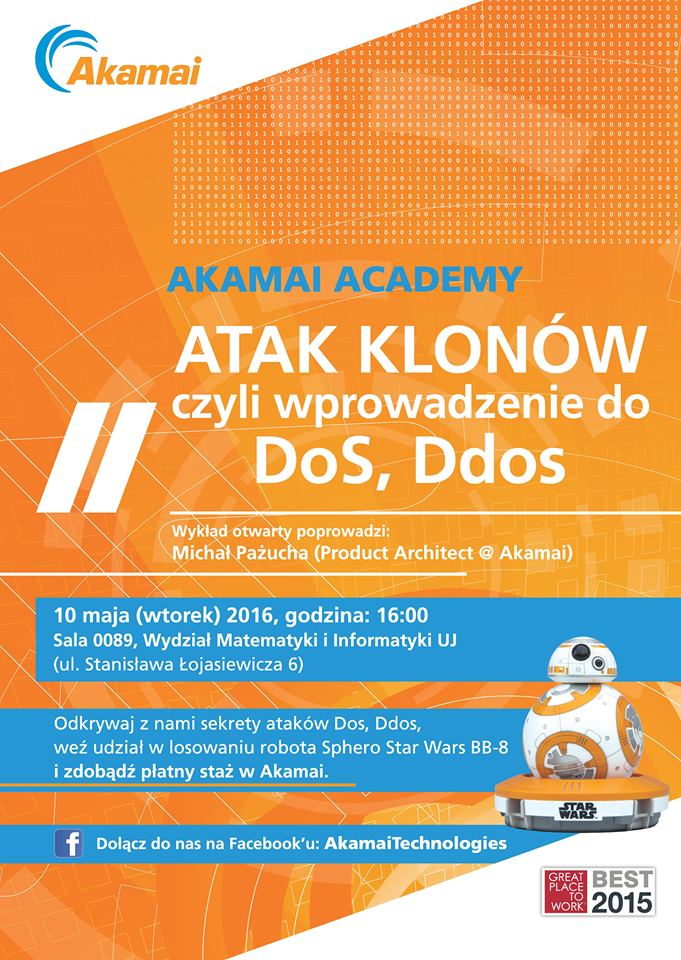 Akamai
AKAMAI ACADEMY
ATAK KLONÓW
czyli wprowadzenie do
DoS, Ddos
Wykład otwarty poprowadzi:
Michał Pażucha (Product Architect @ Akamai)
10 maja (wtorek) 2016, godzina: 16:00
Sala 0089, Wydział Matematyki i Informatyki UJ
(ul. Stanisława Łojasiewicza 6)
Odkrywaj z nami sekrety ataków Dos, Ddos,
weź udział w losowaniu robota Sphero Star Wars BB-8
i zdobądź płatny staż w Akamai.
STAR
WARS
f Dołącz do nas na Facebook'u: AkamaiTechnologies
GREAT
PLACE
TO
WORK
BEST
2015